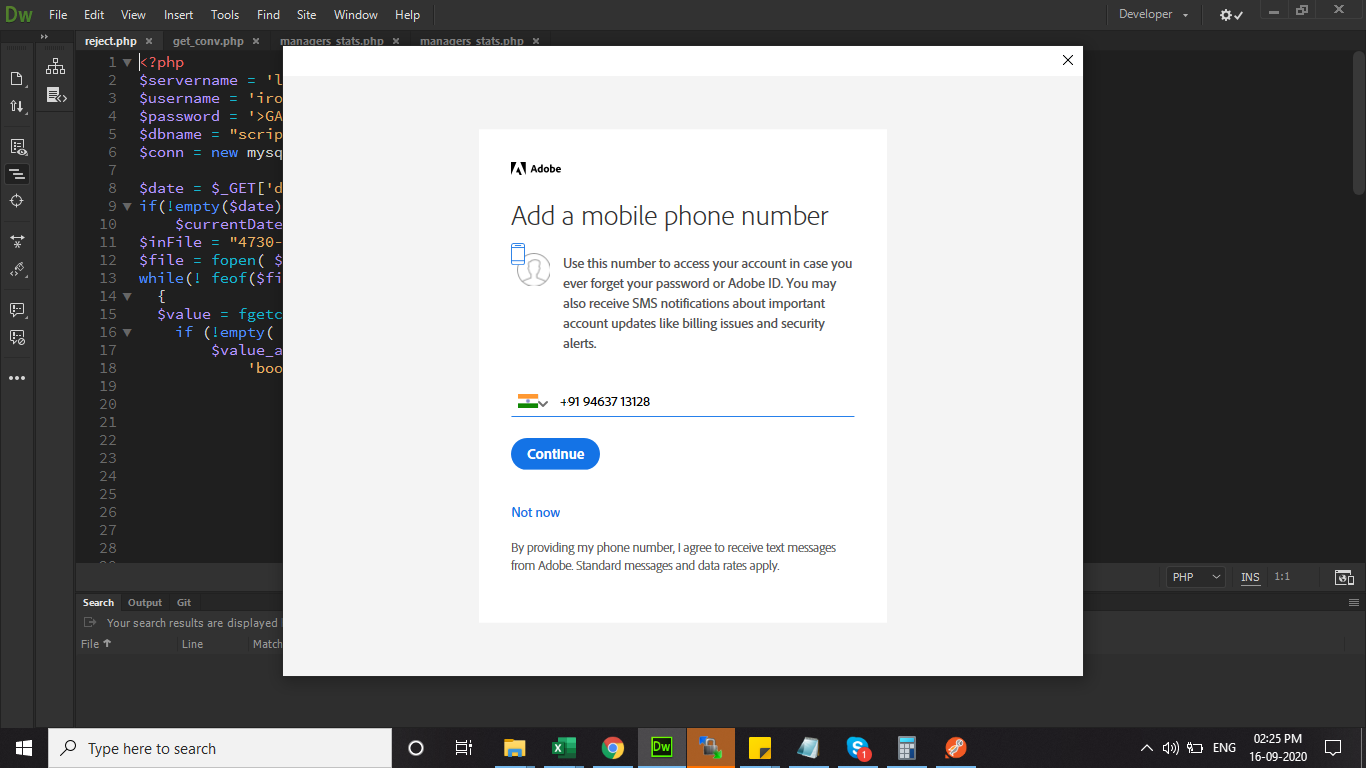 Dw File Edit View Insert Tools Find Site Window Help Developer
reject.php × get_conv.php × managers_stats.php × managers_stats.php ×
1 <?php
2 $servername = 'l
3 $username = 'iro
4 $password = '>GA
5 $dbname = "scrip
6 $conn = new mysq
7
8 $date = $_GET['d
9 if(!empty($date)
10 $currentDate
11 $inFile = "4730-
12 $file = fopen( $
13 while(! feof($fi
14 {
15 $value = fgetc
16 if (!empty(
17 $value_a
18 'boo
19
20
21
22
23
24
25
26
27
28
Adobe
Add a mobile phone number
Use this number to access your account in case you
ever forget your password or Adobe ID. You may
also receive SMS notifications about important
account updates like billing issues and security
alerts.
+91 94637 13128
Continue
Not now
By providing my phone number, I agree to receive text messages
from Adobe. Standard messages and data rates apply.
PHP INS 1:1
Search Output Git
Your search results are displayed
File Line Match
Type here to search
Dw
1
ENG
02:25 PM
16-09-2020